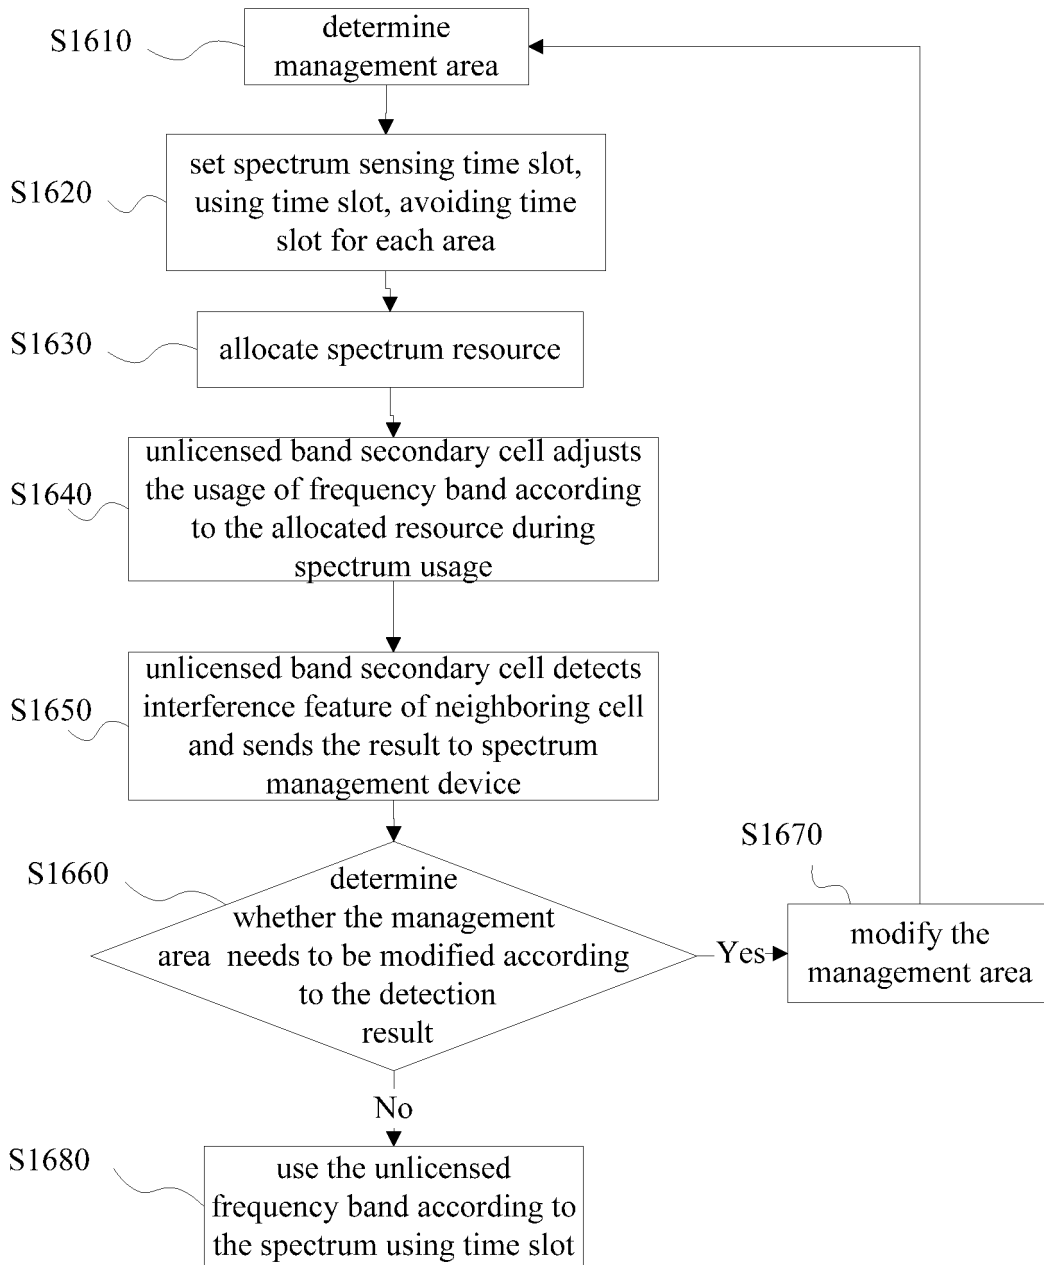 S1610
determine
management area
S1620
set spectrum sensing time slot,
using time slot, avoiding time
slot for each area
S1630
allocate spectrum resource
S1640
unlicensed band secondary cell adjusts
the usage of frequency band according
to the allocated resource during
spectrum usage
S1650
unlicensed band secondary cell detects
interference feature of neighboring cell
and sends the result to spectrum
management device
S1660
determine
whether the management
area needs to be modified according
to the detection
result
Yes
S1670
modify the
management area
No
S1680
use the unlicensed
frequency band according to
the spectrum using time slot